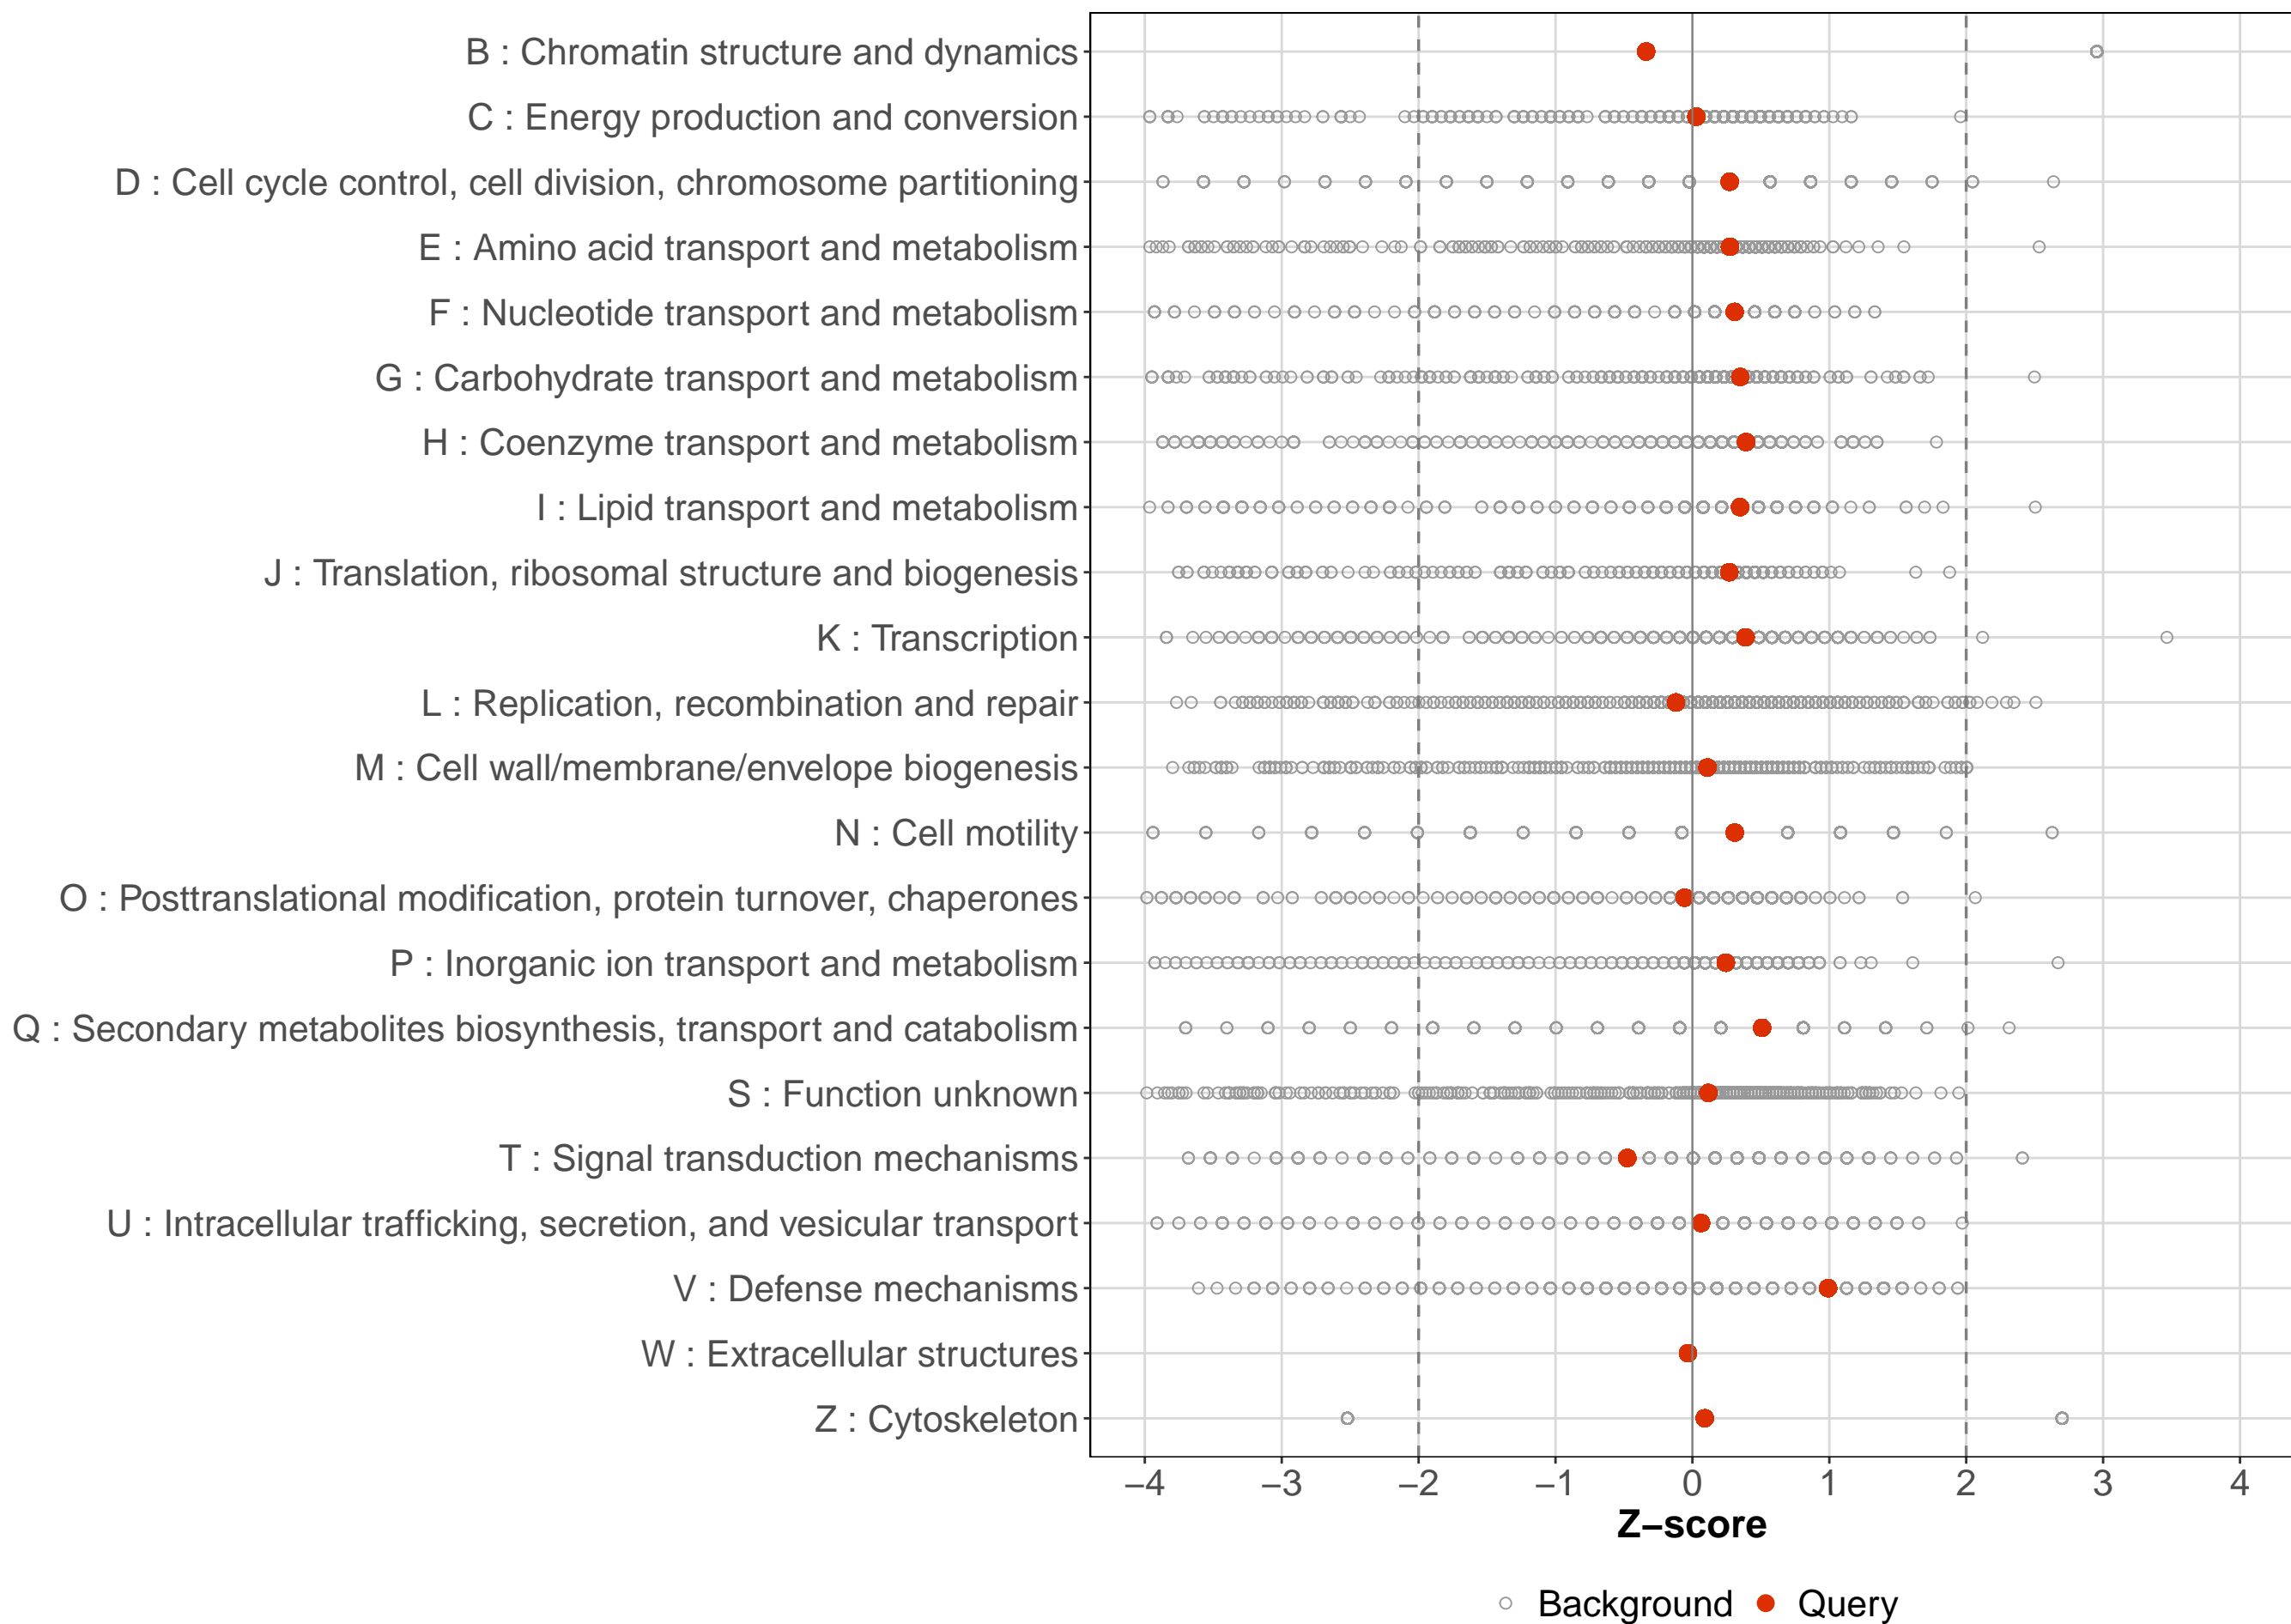 B : Chromatin structure and dynamics
C : Energy production and conversion
D : Cell cycle control, cell division, chromosome partitioning
E : Amino acid transport and metabolism
F : Nucleotide transport and metabolism
G : Carbohydrate transport and metabolism
H : Coenzyme transport and metabolism
I : Lipid transport and metabolism
J : Translation, ribosomal structure and biogenesis
K : Transcription
L : Replication, recombination and repair
M : Cell wall/membrane/envelope biogenesis
N : Cell motility
O : Posttranslational modification, protein turnover, chaperones
P : Inorganic ion transport and metabolism
Q : Secondary metabolites biosynthesis, transport and catabolism
S : Function unknown
T : Signal transduction mechanisms
U : Intracellular trafficking, secretion, and vesicular transport
V : Defense mechanisms
W : Extracellular structures
Z : Cytoskeleton
−4 −3 −2 −1 0 1 2 3 4
Z−score
Background Query